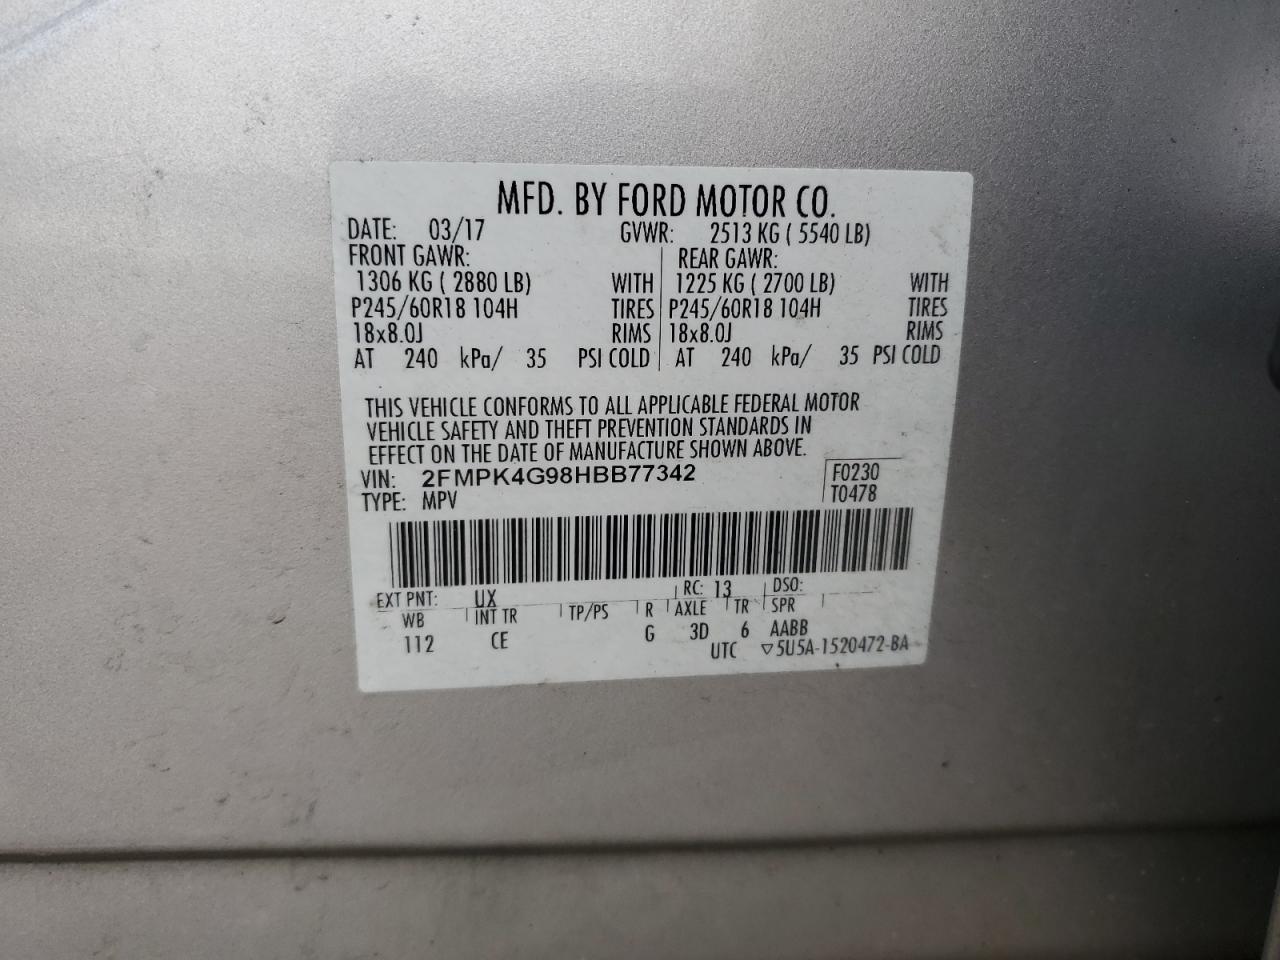 MFD. BY FORD MOTOR CO.
DATE: 03/17 GVWR: 2513 KG ( 5540 LB)
FRONT GAWR: REAR GAWR:
1306 KG ( 2880 LB) WITH 1225 KG ( 2700 LB) WITH
P245/60R18 104H TIRES P245/60R18 104H TIRES
18x8.0J RIMS 18x8.0J RIMS
AT 240 kPa/ 35 PSI COLD AT 240 kPa/ 35 PSI COLD
THIS VEHICLE CONFORMS TO ALL APPLICABLE FEDERAL MOTOR
VEHICLE SAFETY AND THEFT PREVENTION STANDARDS IN
EFFECT ON THE DATE OF MANUFACTURE SHOWN ABOVE.
VIN: 2FMPK4G98HBB77342 F0230
TYPE: MPV T0478
EXT PNT: UX RC: 13 DSO:
WB INT TR TP/PS R AXLE TR SPR
112 CE G 3D 6 AABB
UTC ▽5U5A-1520472-BA